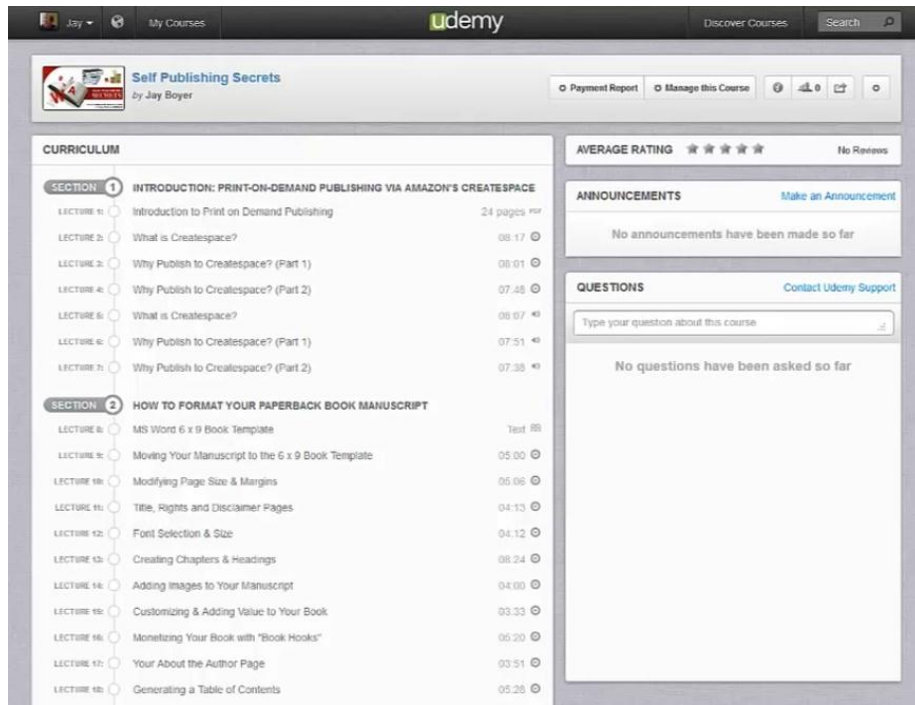 Jay
My Courses
udemy
Discover Courses
Search
Self Publishing Secrets
by Jay Boyer
Payment Report
Manage this Course
0
CURRICULUM
SECTION 1 INTRODUCTION: PRINT-ON-DEMAND PUBLISHING VIA AMAZON'S CREATESPACE
LECTURE 1: Introduction to Print on Demand Publishing 24 pages PDF
LECTURE 2: What is Createspace? 08:17
LECTURE 3: Why Publish to Createspace? (Part 1) 08:01
LECTURE 4: Why Publish to Createspace? (Part 2) 07:48
LECTURE 5: What is Createspace? 08:07
LECTURE 6: Why Publish to Createspace? (Part 1) 07:51
LECTURE 7: Why Publish to Createspace? (Part 2) 07:38
SECTION 2 HOW TO FORMAT YOUR PAPERBACK BOOK MANUSCRIPT
LECTURE 8: MS Word 6 x 9 Book Template Text
LECTURE 9: Moving Your Manuscript to the 6 x 9 Book Template 05:00
LECTURE 10: Modifying Page Size & Margins 05:06
LECTURE 11: Title, Rights and Disclaimer Pages 04:13
LECTURE 12: Font Selection & Size 04:12
LECTURE 13: Creating Chapters & Headings 08:24
LECTURE 14: Adding Images to Your Manuscript 04:00
LECTURE 15: Customizing & Adding Value to Your Book 03:33
LECTURE 16: Monetizing Your Book with "Book Hooks" 05:20
LECTURE 17: Your About the Author Page 03:51
LECTURE 18: Generating a Table of Contents 05:28
AVERAGE RATING No Reviews
ANNOUNCEMENTS Make an Announcement
No announcements have been made so far
QUESTIONS Contact Udemy Support
Type your question about this course
No questions have been asked so far